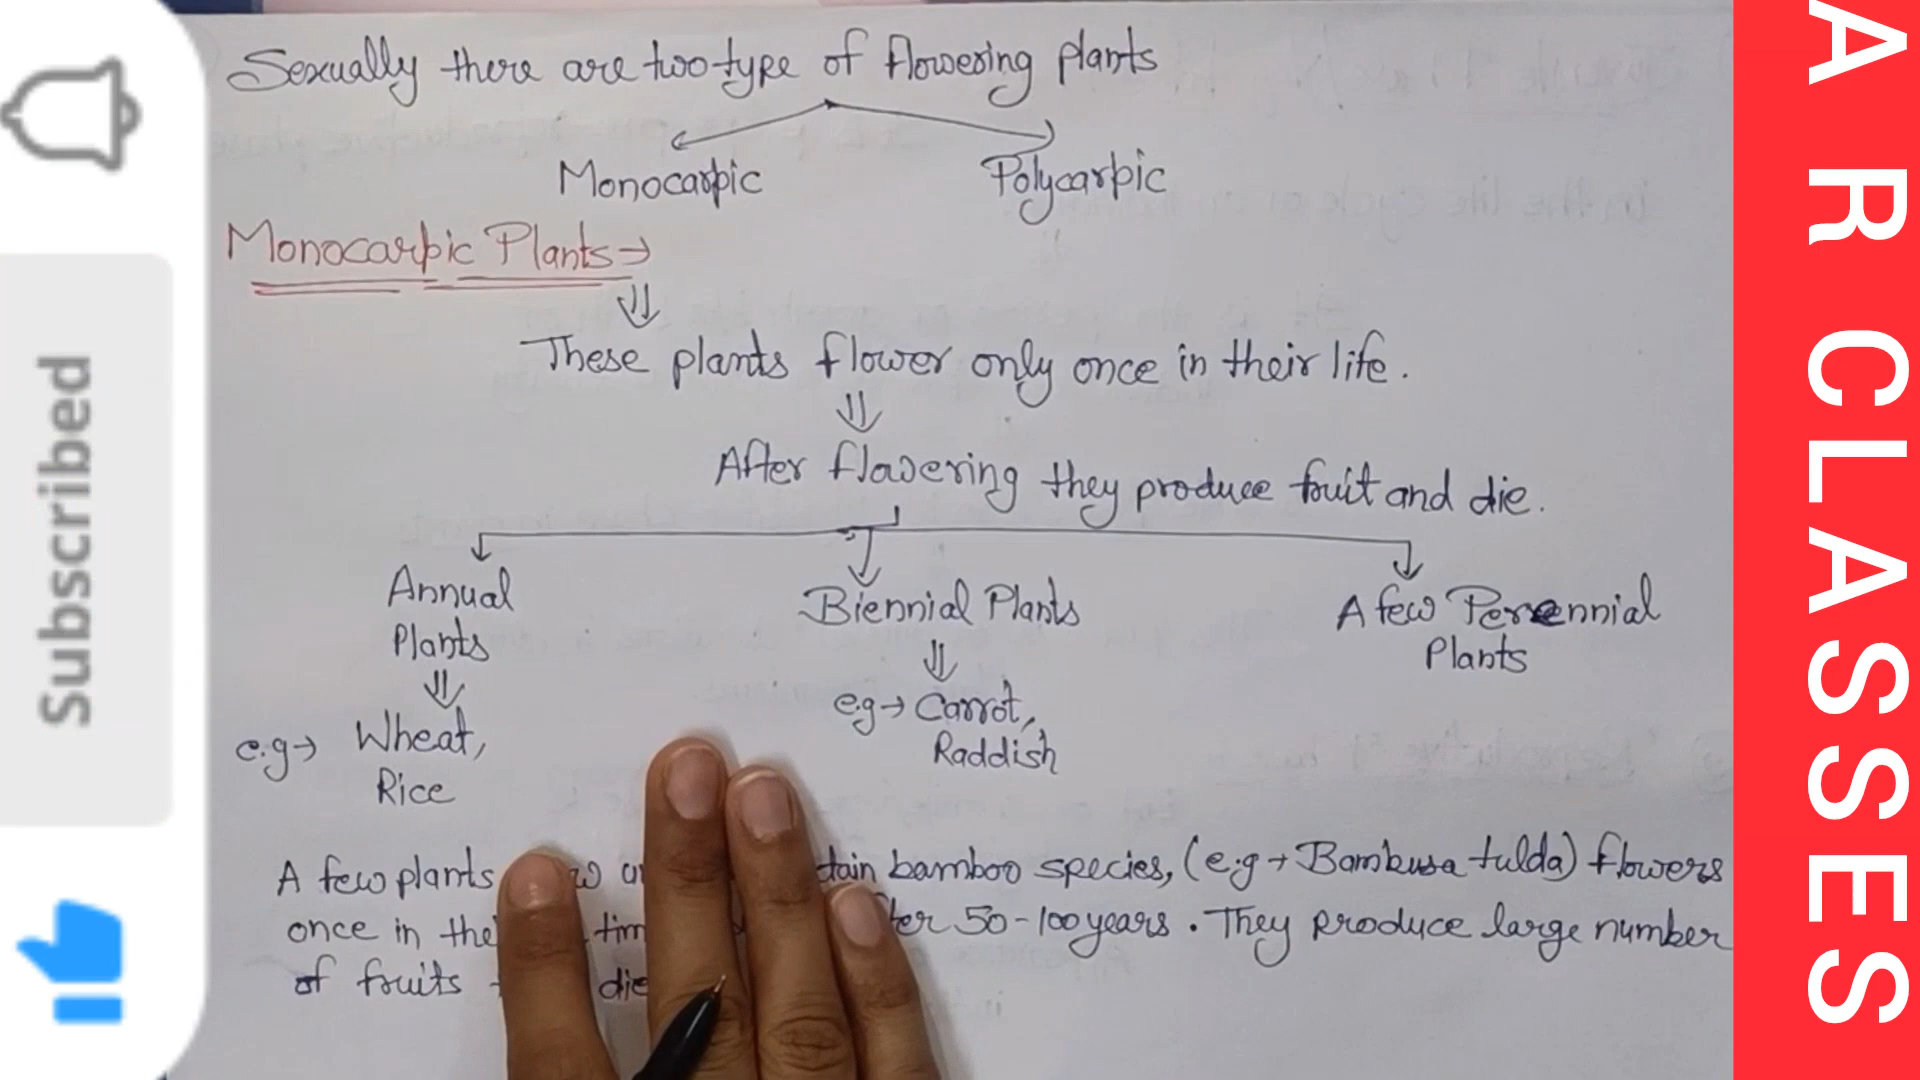 Sexually there are two type of flowering plants
Monocarpic Polycarpic
Monocarpic Plants→
These plants flower only once in their life.
After flowering they produce fruit and die.
Annual Plants
Biennial Plants
A few Perennial Plants
e.g→ Wheat,
Rice
e.g→ Carrot,
Raddish
A few plants bamboo species, (e.g→ Bambusa tulda) flowers
once in the 50-100 years. They produce large number
of fruits die
Subscribed
A R CLASSES